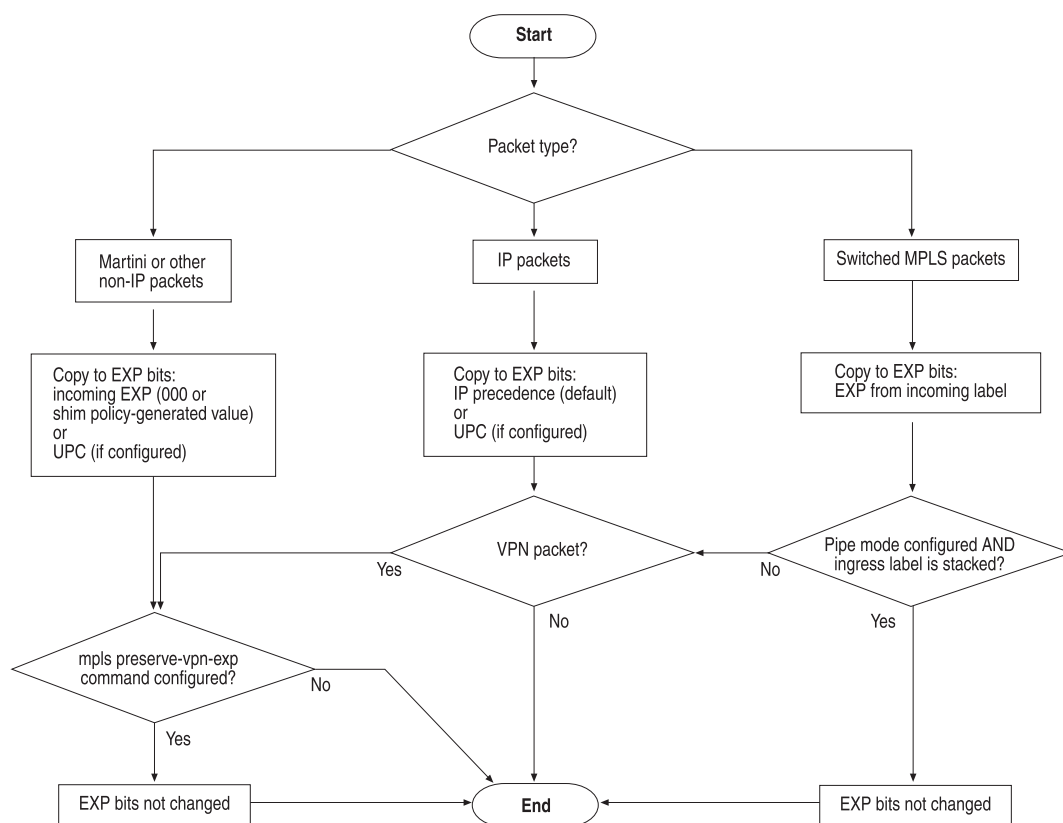 Start
Packet type?
Martini or other
non-IP packets
IP packets
Switched MPLS packets
Copy to EXP bits:
incoming EXP (000 or
shim policy-generated value)
or
UPC (if configured)
Copy to EXP bits:
IP precedence (default)
or
UPC (if configured)
Copy to EXP bits:
EXP from incoming label
VPN packet?
Yes
No
Pipe mode configured AND
ingress label is stacked?
No
Yes
mpls preserve-vpn-exp
command configured?
No
Yes
EXP bits not changed
End
EXP bits not changed